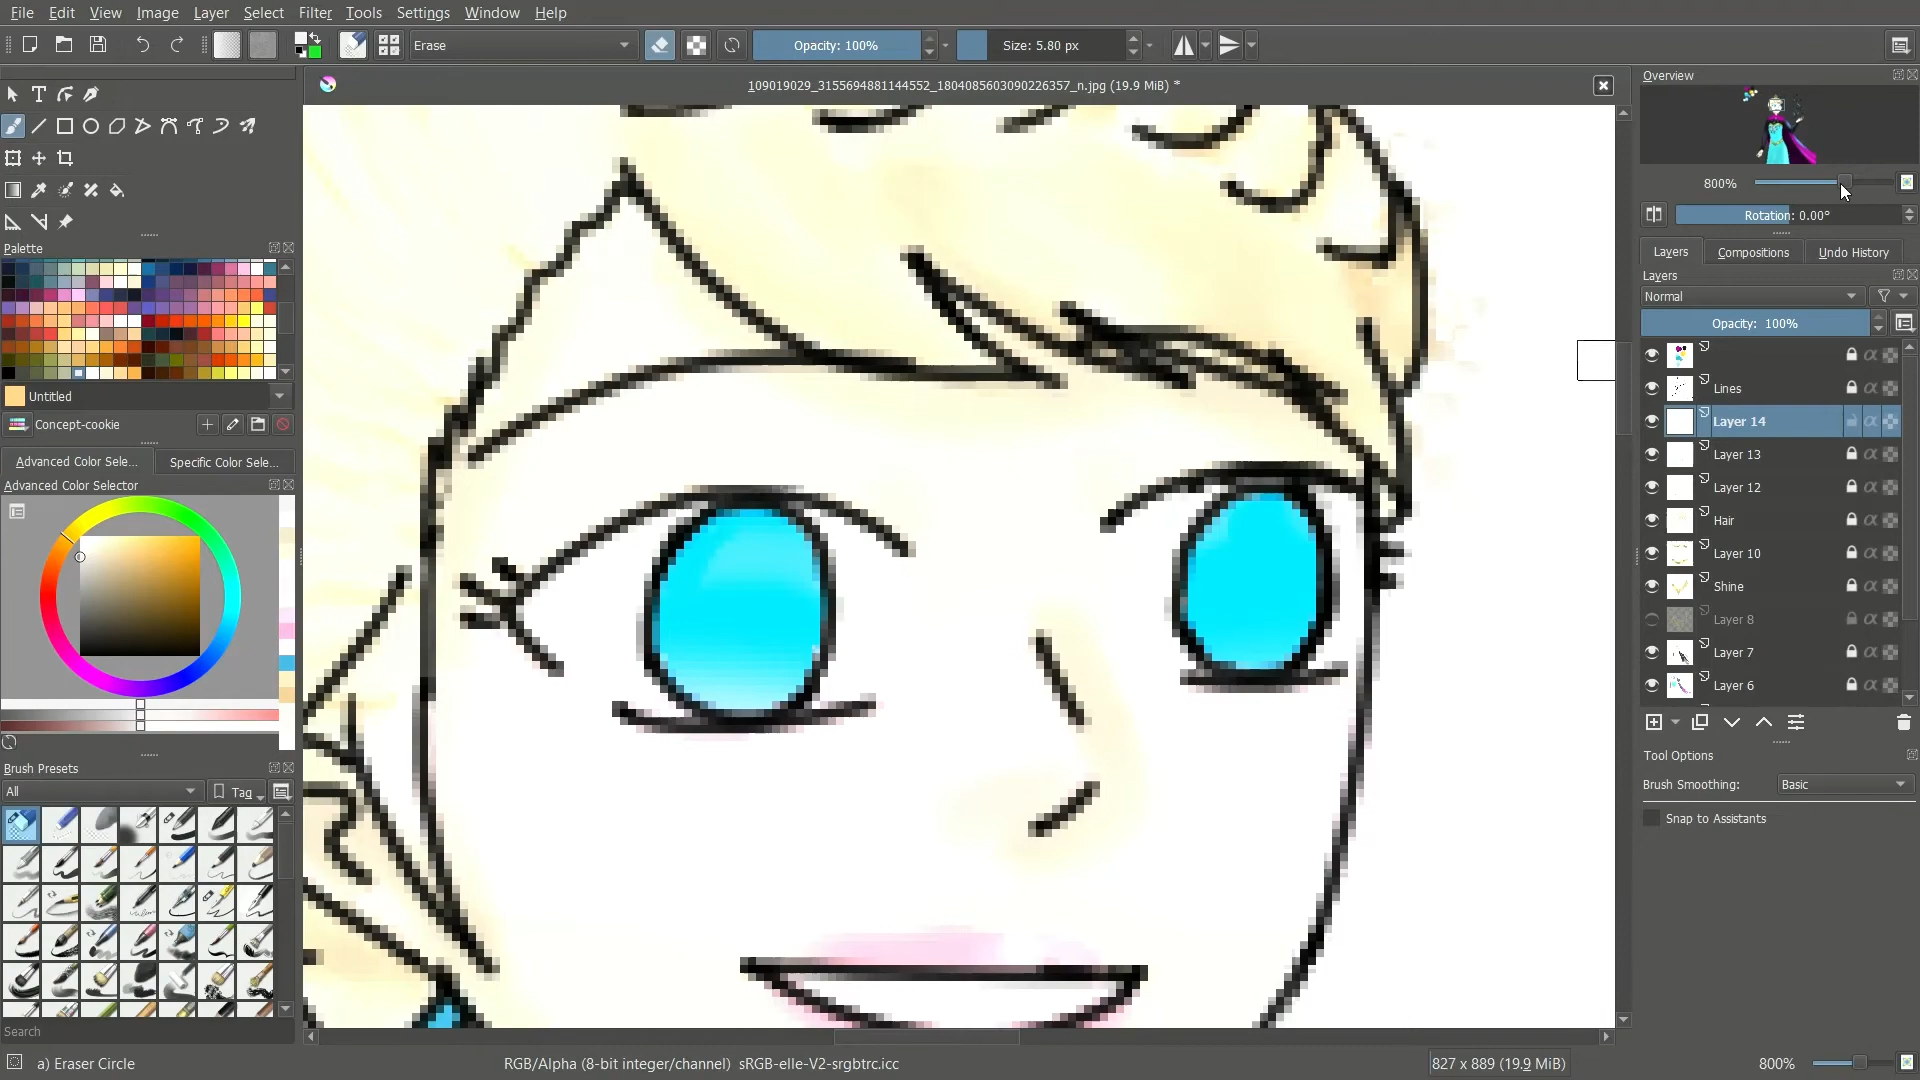 File Edit View Image Layer Select Filter Tools Settings Window Help
Erase Opacity: 100% Size: 5.80 px
109019029_3155694881144552_1804085603090226357_n.jpg (19.9 MiB) *
Overview
800%
Rotation: 0.00°
Layers Compositions Undo History
Layers
Normal
Opacity: 100%
Lines
Layer 14
Layer 13
Layer 12
Hair
Layer 10
Shine
Layer 8
Layer 7
Layer 6
Tool Options
Brush Smoothing: Basic
Snap to Assistants
Palette
Untitled
Concept-cookie
Advanced Color Sele... Specific Color Sele...
Advanced Color Selector
Brush Presets
All Tag
Search
a) Eraser Circle RGB/Alpha (8-bit integer/channel) sRGB-elle-V2-srgbtrc.icc 827 x 889 (19.9 MiB) 800%